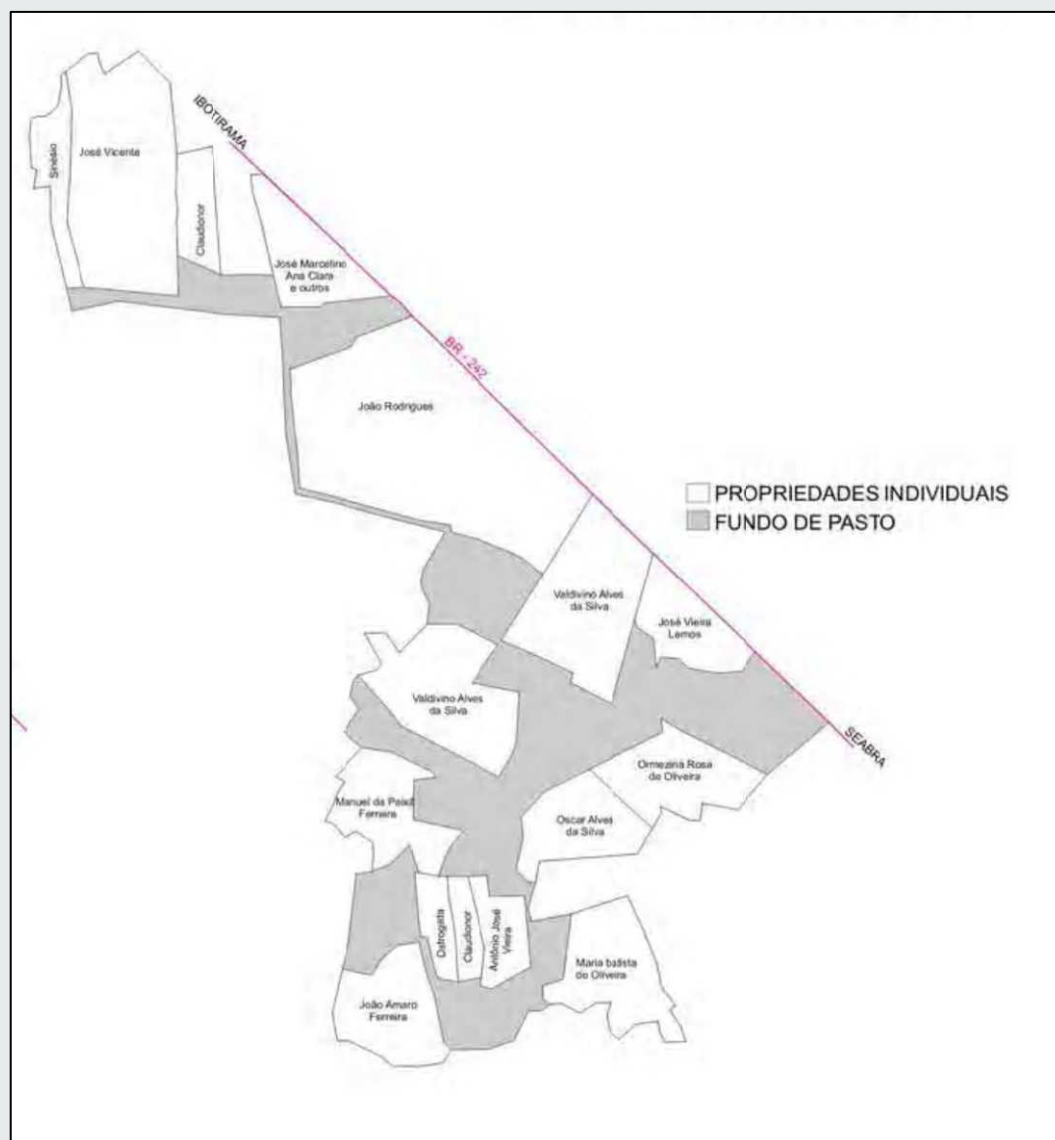 IBOTIRAMA
Sinésio
José Vicente
Claudionor
José Marcelino
Ana Clara
e outros
BR - 242
João Rodrigues
PROPRIEDADES INDIVIDUAIS
FUNDO DE PASTO
Valdivino Alves
da Silva
José Vieira
Lemos
Valdivino Alves
da Silva
SEABRA
Ormezina Rosa
de Oliveira
Manuel da Paixã
Ferreira
Oscar Alves
da Silva
Claudionor
Antônio José
Vieira
Maria batista
de Oliveira
João Amaro
Ferreira